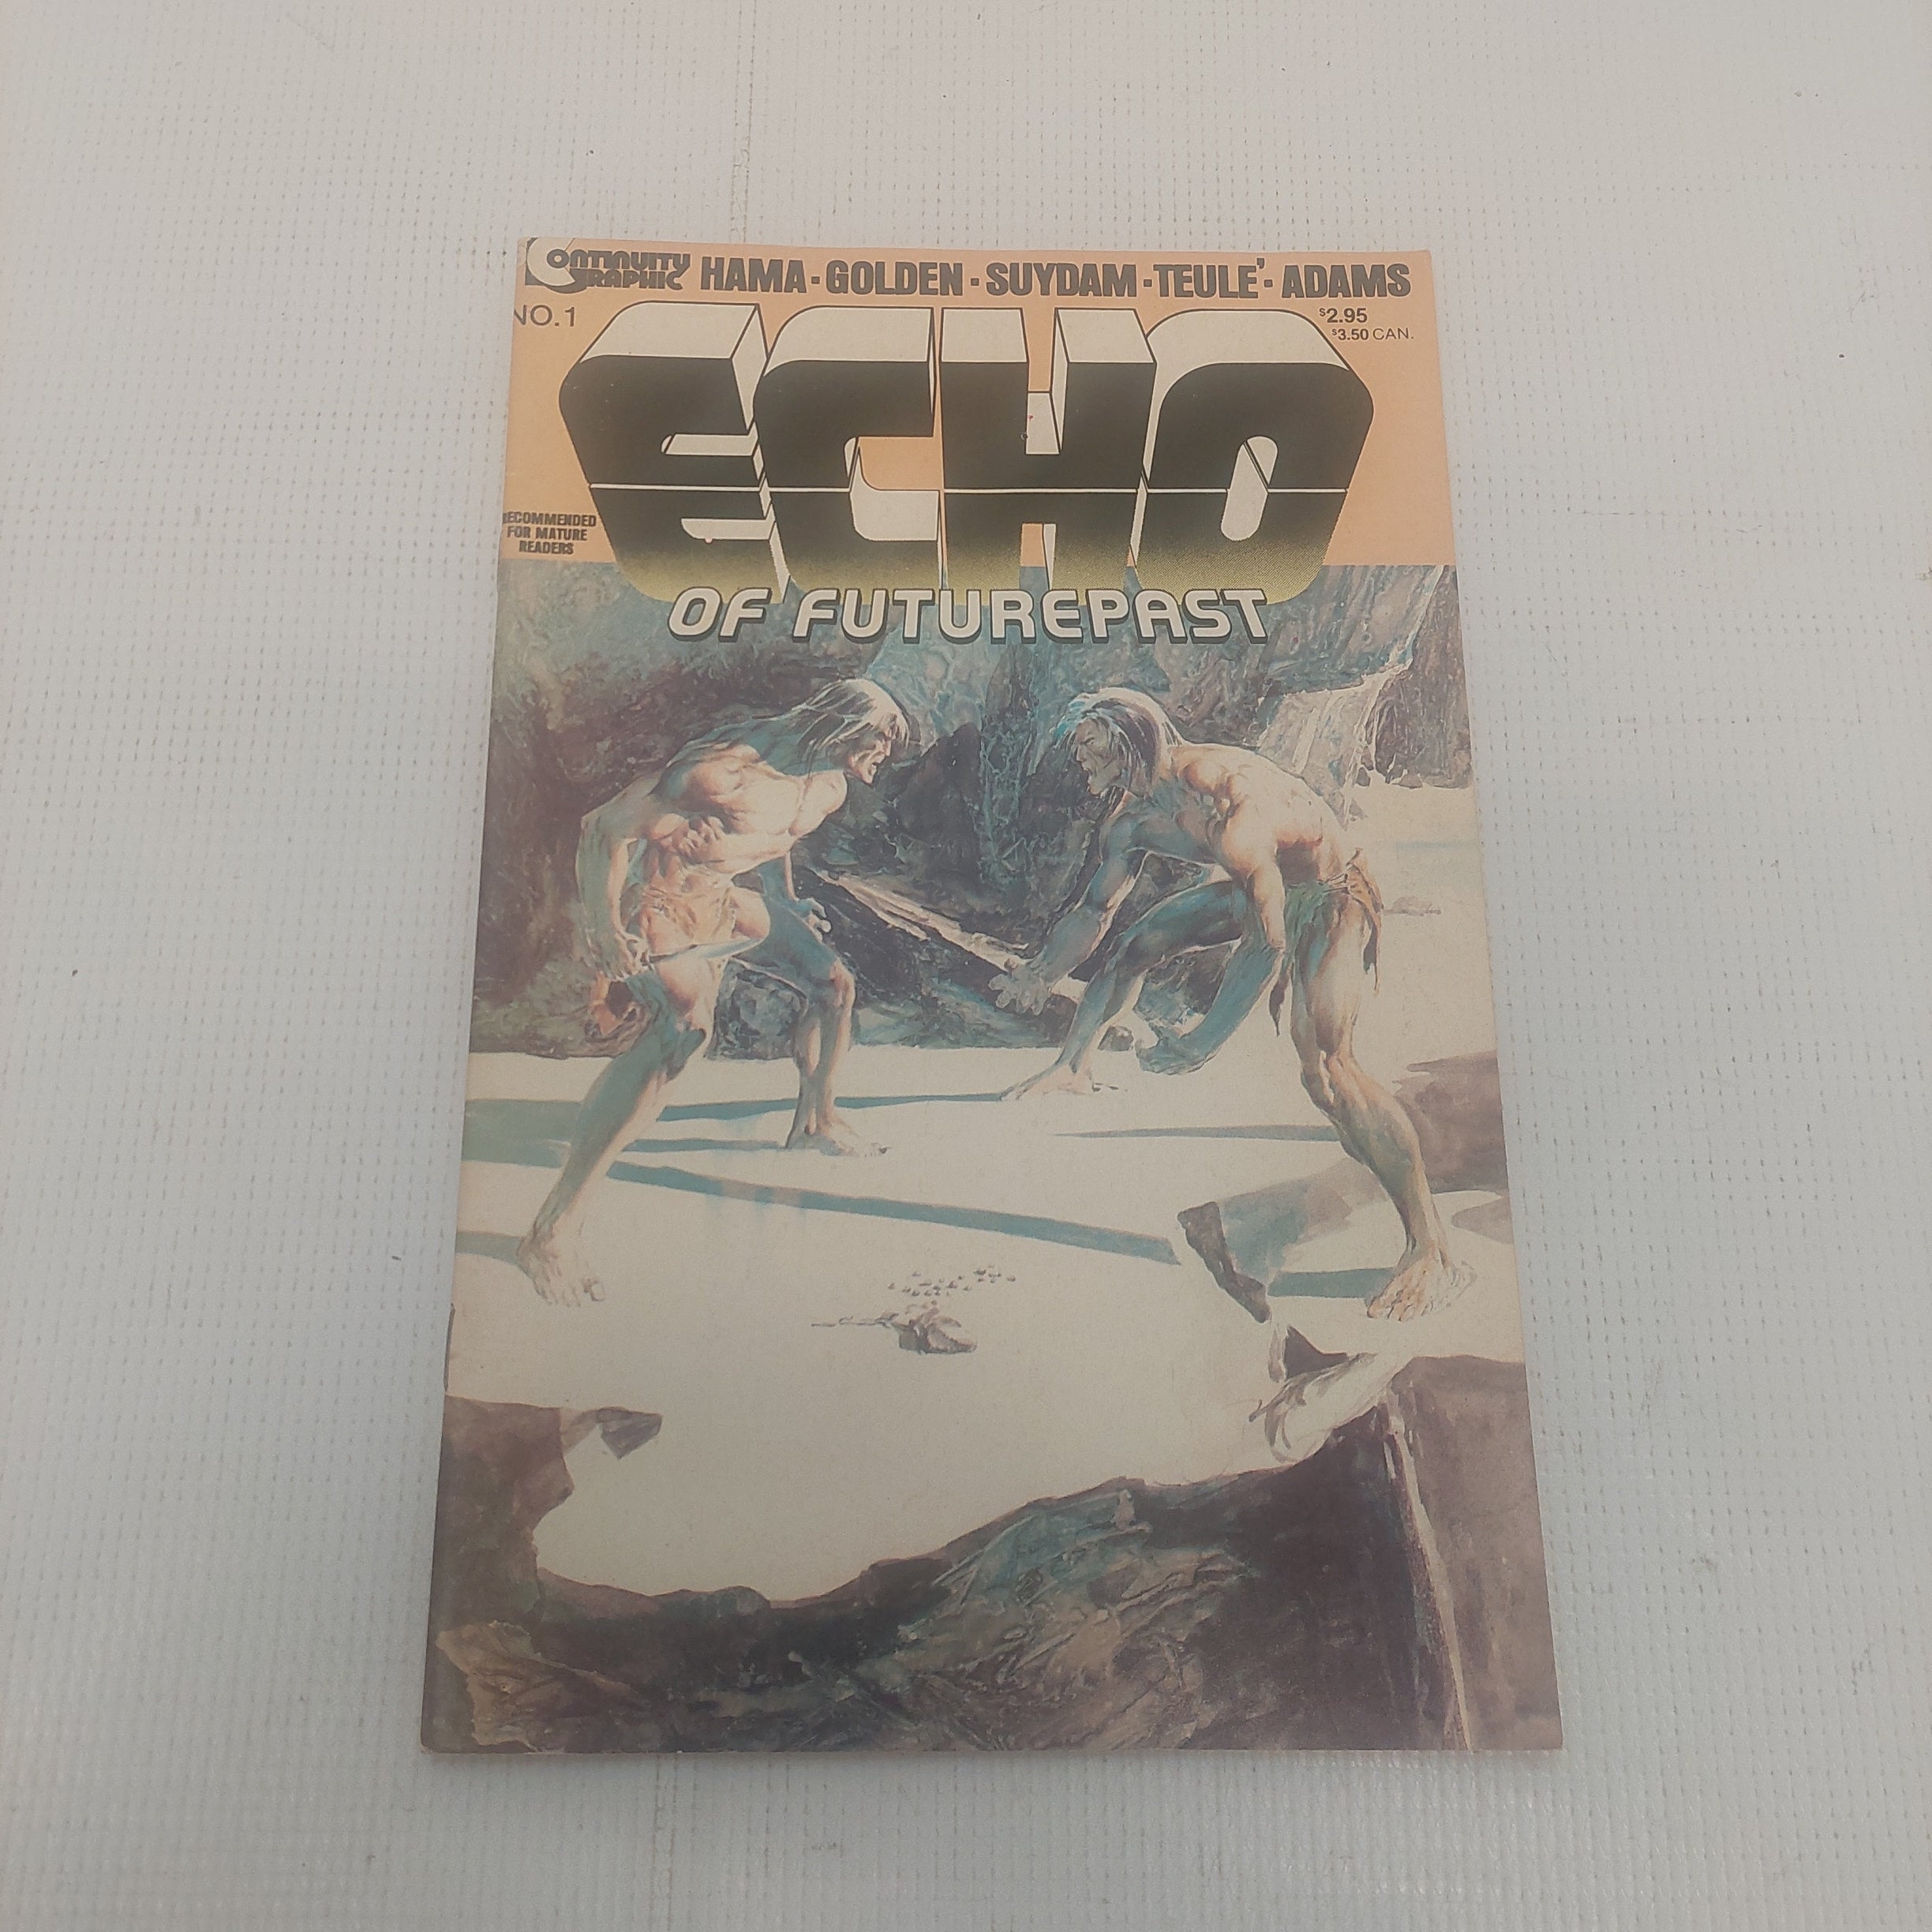 CONTINUITY
GRAPHIC
HAMA · GOLDEN · SUYDAM · TEULE' · ADAMS
NO.1
$2.95
$3.50 CAN.
ECHO
RECOMMENDED
FOR MATURE
READERS
OF FUTUREPAST